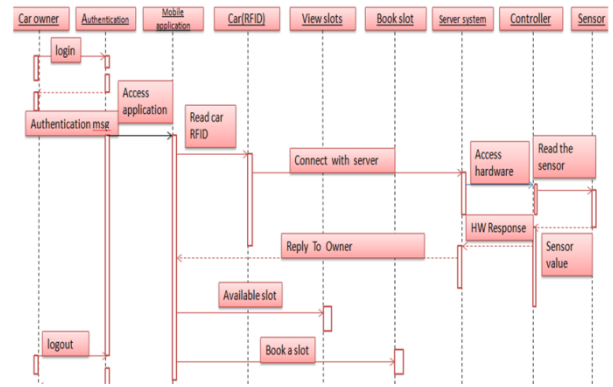 Car owner
Authentication
Mobile
application
Car(RFID)
View slots
Book slot
Server system
Controller
Sensor
login
Access
application
Authentication msg
Read car
RFID
Connect with server
Access
hardware
Read the
sensor
HW Response
Reply To Owner
Sensor
value
Available slot
logout
Book a slot